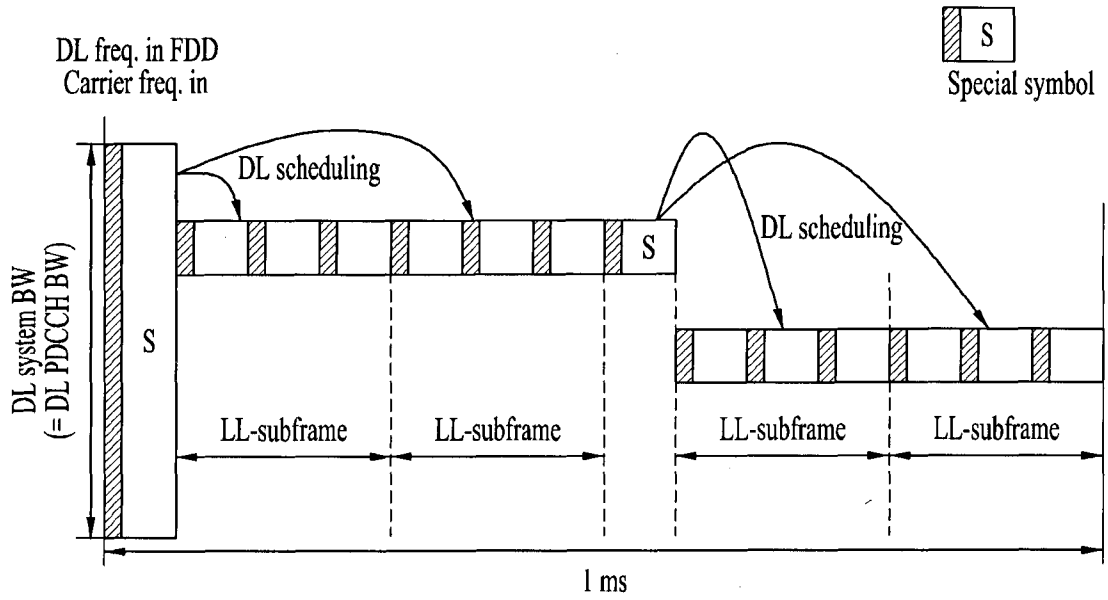 DL freq. in FDD
Carrier freq. in
S
Special symbol
DL scheduling
DL scheduling
S
S
DL system BW
(= DL PDCCH BW)
LL-subframe
LL-subframe
LL-subframe
LL-subframe
1 ms